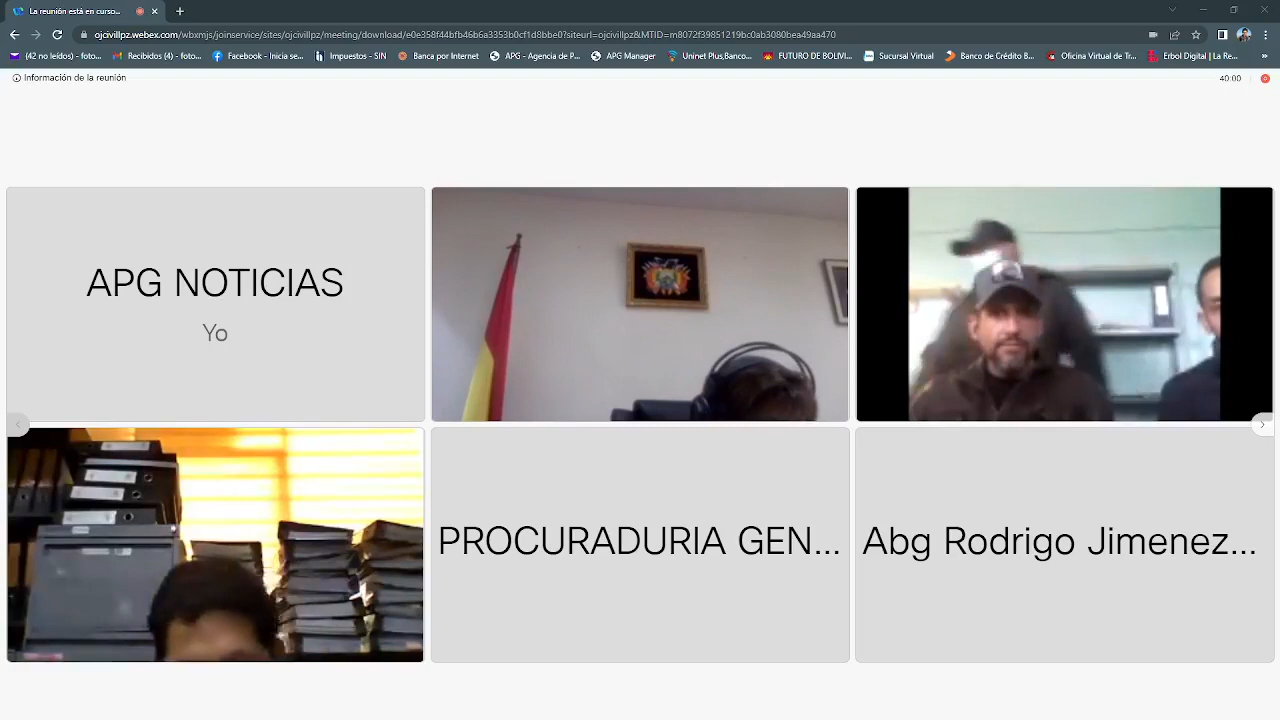 La reunión está en curso...
ojcivillpz.webex.com/wbxmjs/joinservice/sites/ojcivillpz/meeting/download/e0e358f44b1b45b6a3353c0cf1d8bbe0?siteurl=ojcivillpz&MTID=m8072f39851219bc0ab3080bea49aa470
(42 no leídos) - foto...
Recibidos (4) - foto...
Facebook - Inicia se...
Impuestos - SIN
Banca por Internet
APG - Agencia de P...
APG Manager
Uninet Plus,Banco...
FUTURO DE BOLIVI...
Sucursal Virtual
Banco de Crédito B...
Oficina Virtual de Tr...
Erbol Digital | La Re...
Información de la reunión
40:00
APG NOTICIAS
Yo
PROCURADURIA GEN...
Abg Rodrigo Jimenez...